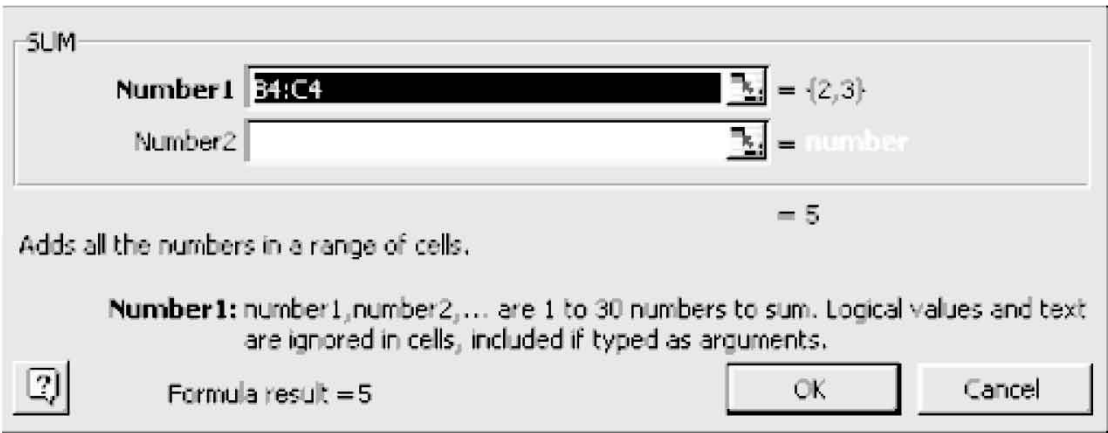 SUM
Number1 B4:C4 = {2,3}
Number2 = number
= 5
Adds all the numbers in a range of cells.
Number1: number1,number2,... are 1 to 30 numbers to sum. Logical values and text
are ignored in cells, included if typed as arguments.
? Formula result =5 OK Cancel